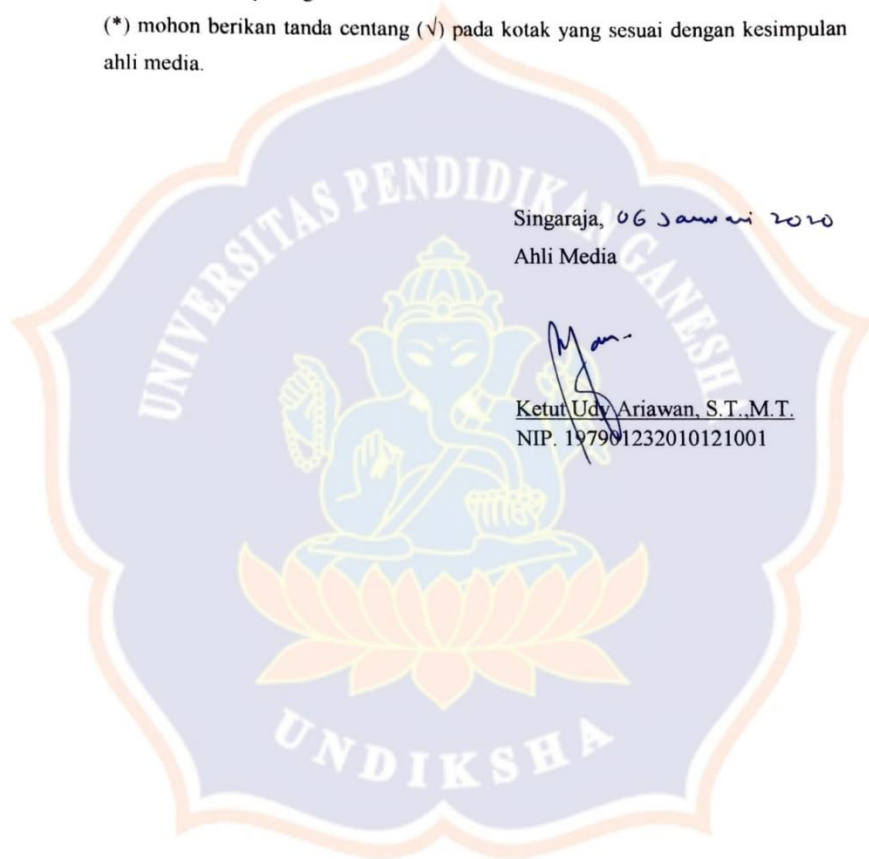 (*) mohon berikan tanda centang (√) pada kotak yang sesuai dengan kesimpulan
ahli media.
UNIVERSITAS PENDIDIKAN GANESHA
Singaraja, 06 Januari 2020
Ahli Media
Ketut Udy Ariawan, S.T.,M.T.
NIP. 197901232010121001
UNDIKSHA